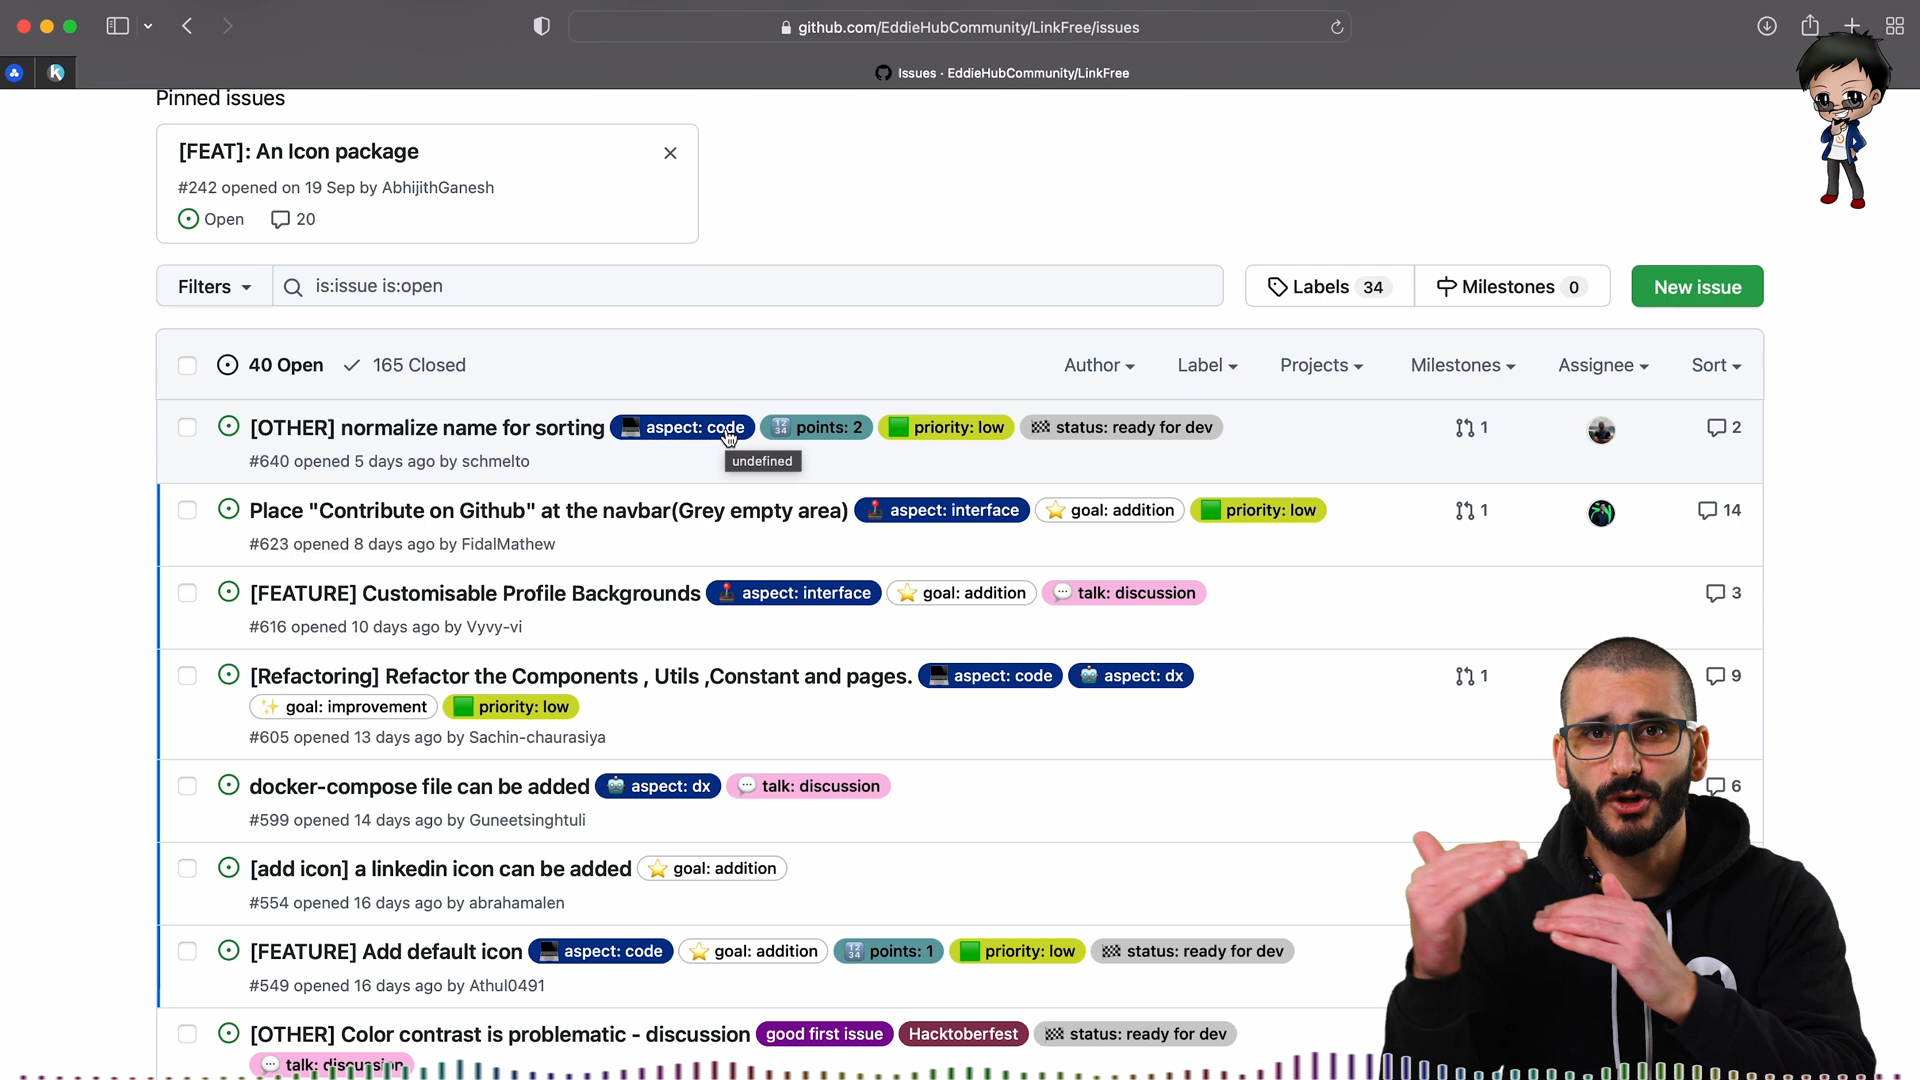 github.com/EddieHubCommunity/LinkFree/issues
Issues · EddieHubCommunity/LinkFree
Pinned issues
[FEAT]: An Icon package
#242 opened on 19 Sep by AbhijithGanesh
Open 20
Filters is:issue is:open Labels 34 Milestones 0 New issue
40 Open 165 Closed Author Label Projects Milestones Assignee Sort
[OTHER] normalize name for sorting aspect: code points: 2 priority: low status: ready for dev 1 2
#640 opened 5 days ago by schmelto
undefined
Place "Contribute on Github" at the navbar(Grey empty area) aspect: interface goal: addition priority: low 1 14
#623 opened 8 days ago by FidalMathew
[FEATURE] Customisable Profile Backgrounds aspect: interface goal: addition talk: discussion 3
#616 opened 10 days ago by Vyvy-vi
[Refactoring] Refactor the Components , Utils ,Constant and pages. aspect: code aspect: dx 1 9
goal: improvement priority: low
#605 opened 13 days ago by Sachin-chaurasiya
docker-compose file can be added aspect: dx talk: discussion 6
#599 opened 14 days ago by Guneetsinghtuli
[add icon] a linkedin icon can be added goal: addition
#554 opened 16 days ago by abrahamalen
[FEATURE] Add default icon aspect: code goal: addition points: 1 priority: low status: ready for dev
#549 opened 16 days ago by Athul0491
[OTHER] Color contrast is problematic - discussion good first issue Hacktoberfest status: ready for dev
talk: discussion